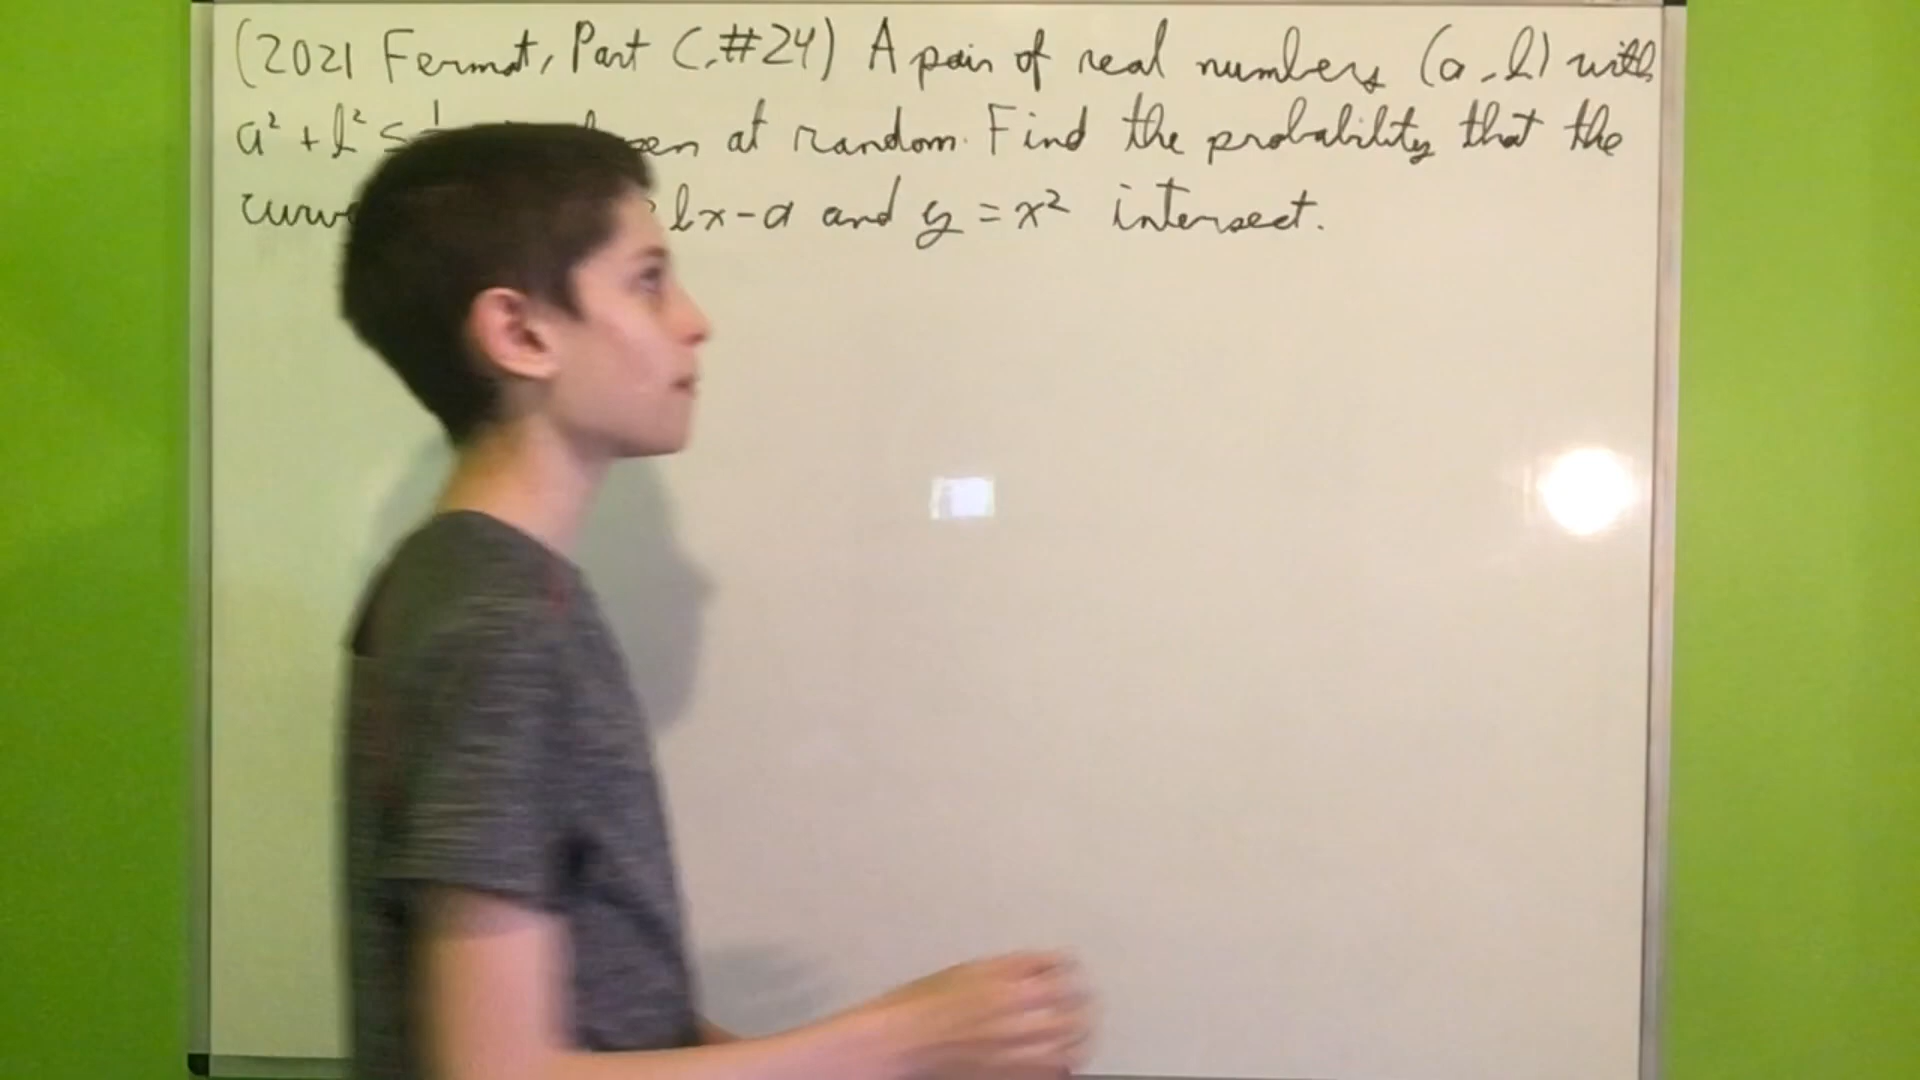 (2021 Fermat, Part C, #24) A pair of real numbers (a, b) with
a² + b² ≤ at random. Find the probability that the
bx - a and y = x² intersect.